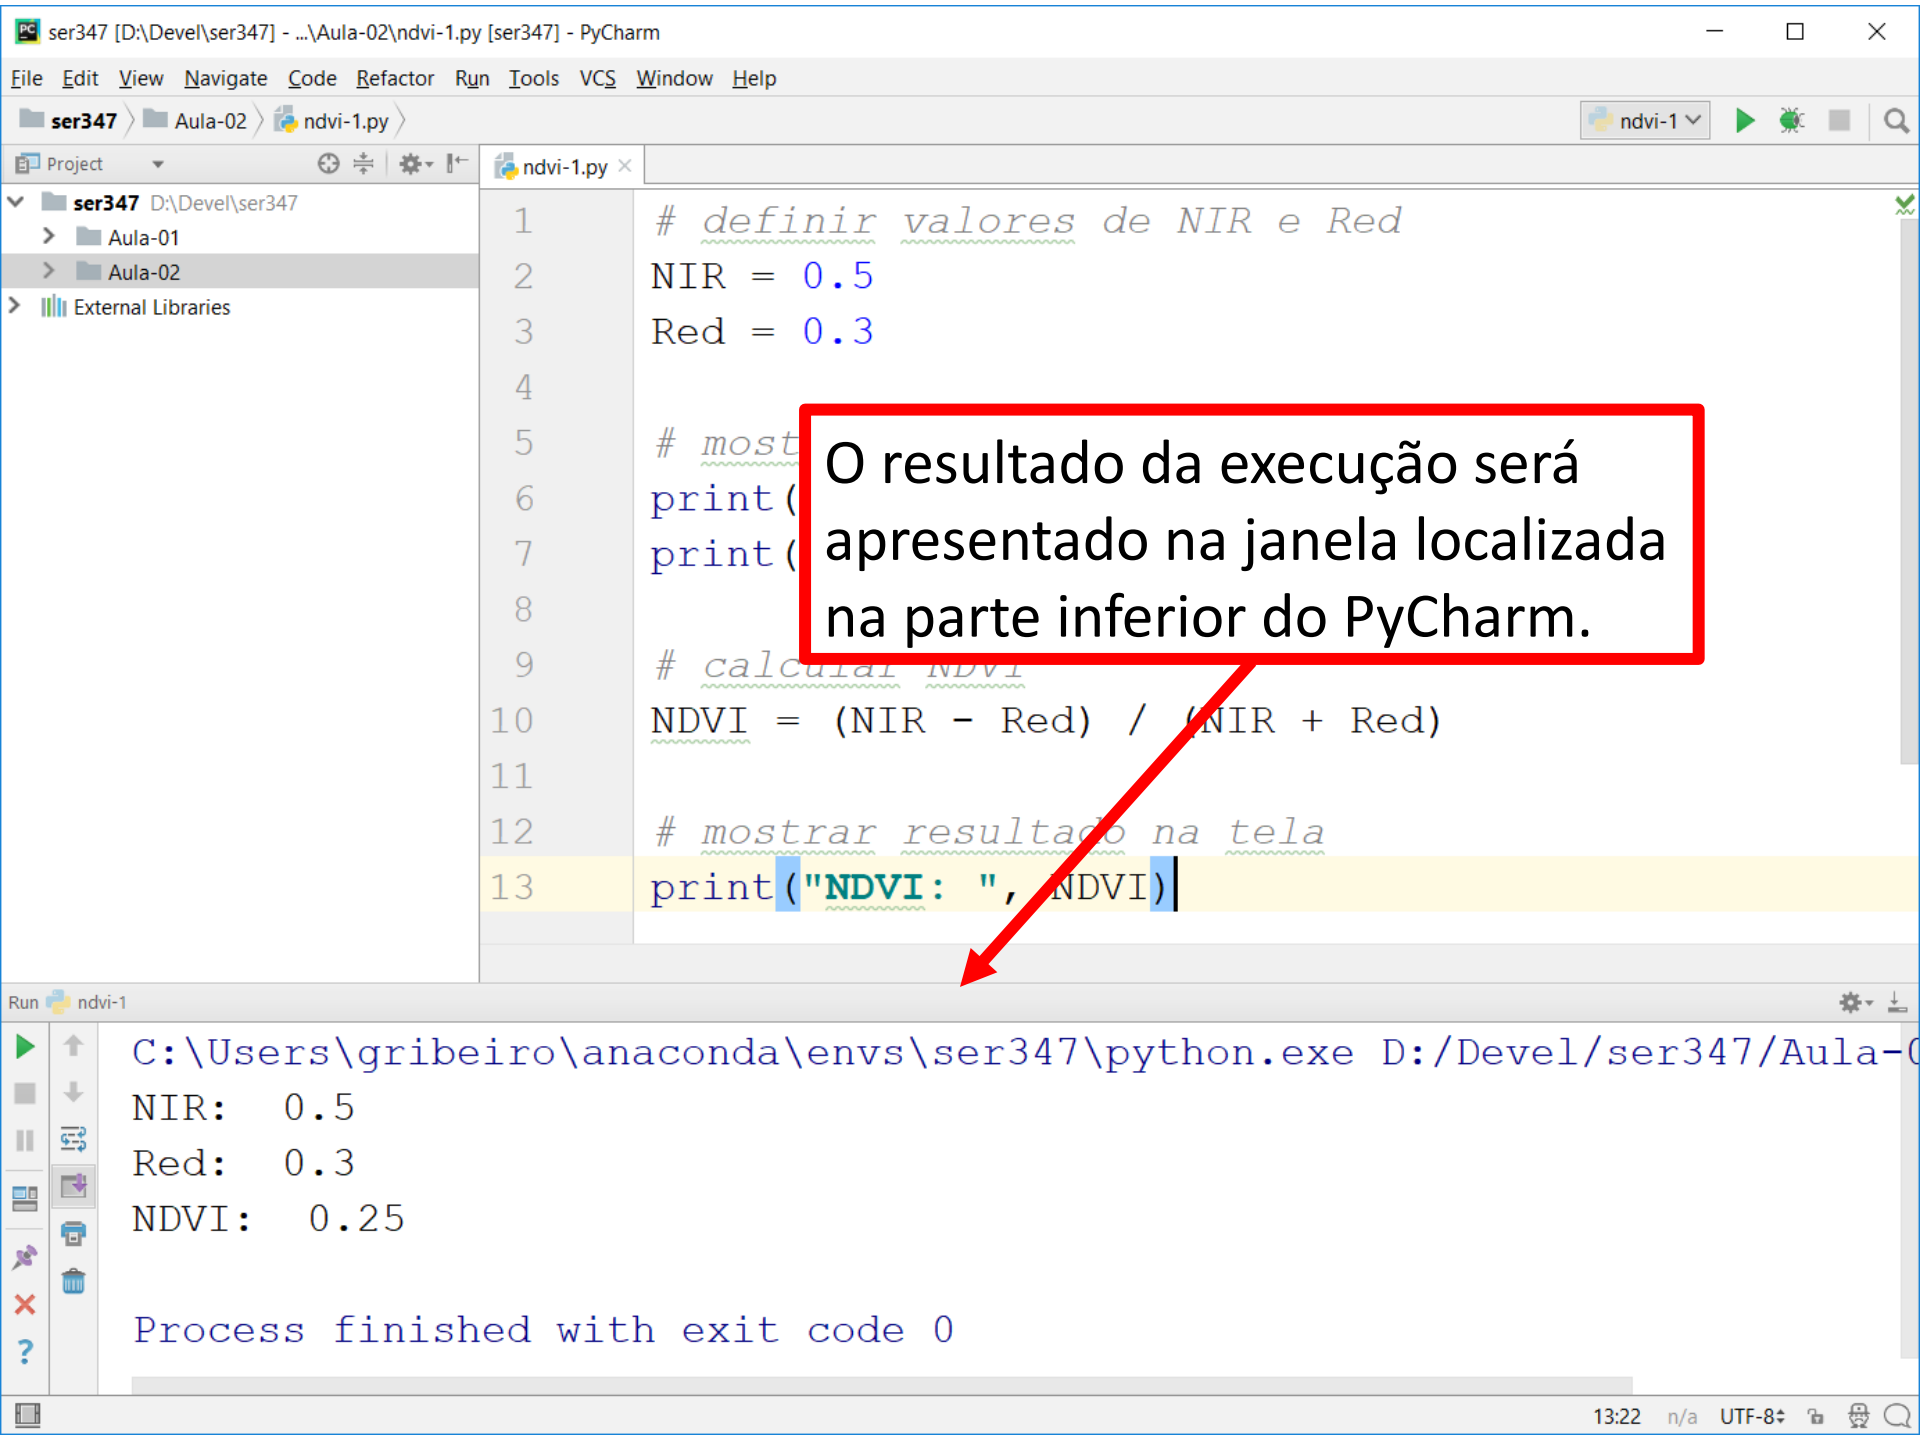 ser347 [D:\Devel\ser347] - ...\Aula-02\ndvi-1.py [ser347] - PyCharm
File Edit View Navigate Code Refactor Run Tools VCS Window Help
ser347 Aula-02 ndvi-1.py
ndvi-1
Project
ndvi-1.py
ser347 D:\Devel\ser347
Aula-01
Aula-02
External Libraries
1 # definir valores de NIR e Red
2 NIR = 0.5
3 Red = 0.3
4
5 # most
6 print(
7 print(
8
9 # calcular NDVI
10 NDVI = (NIR - Red) / (NIR + Red)
11
12 # mostrar resultado na tela
13 print("NDVI: ", NDVI)
O resultado da execução será
apresentado na janela localizada
na parte inferior do PyCharm.
Run ndvi-1
C:\Users\gribeiro\anaconda\envs\ser347\python.exe D:/Devel/ser347/Aula-0
NIR: 0.5
Red: 0.3
NDVI: 0.25
Process finished with exit code 0
13:22 n/a UTF-8